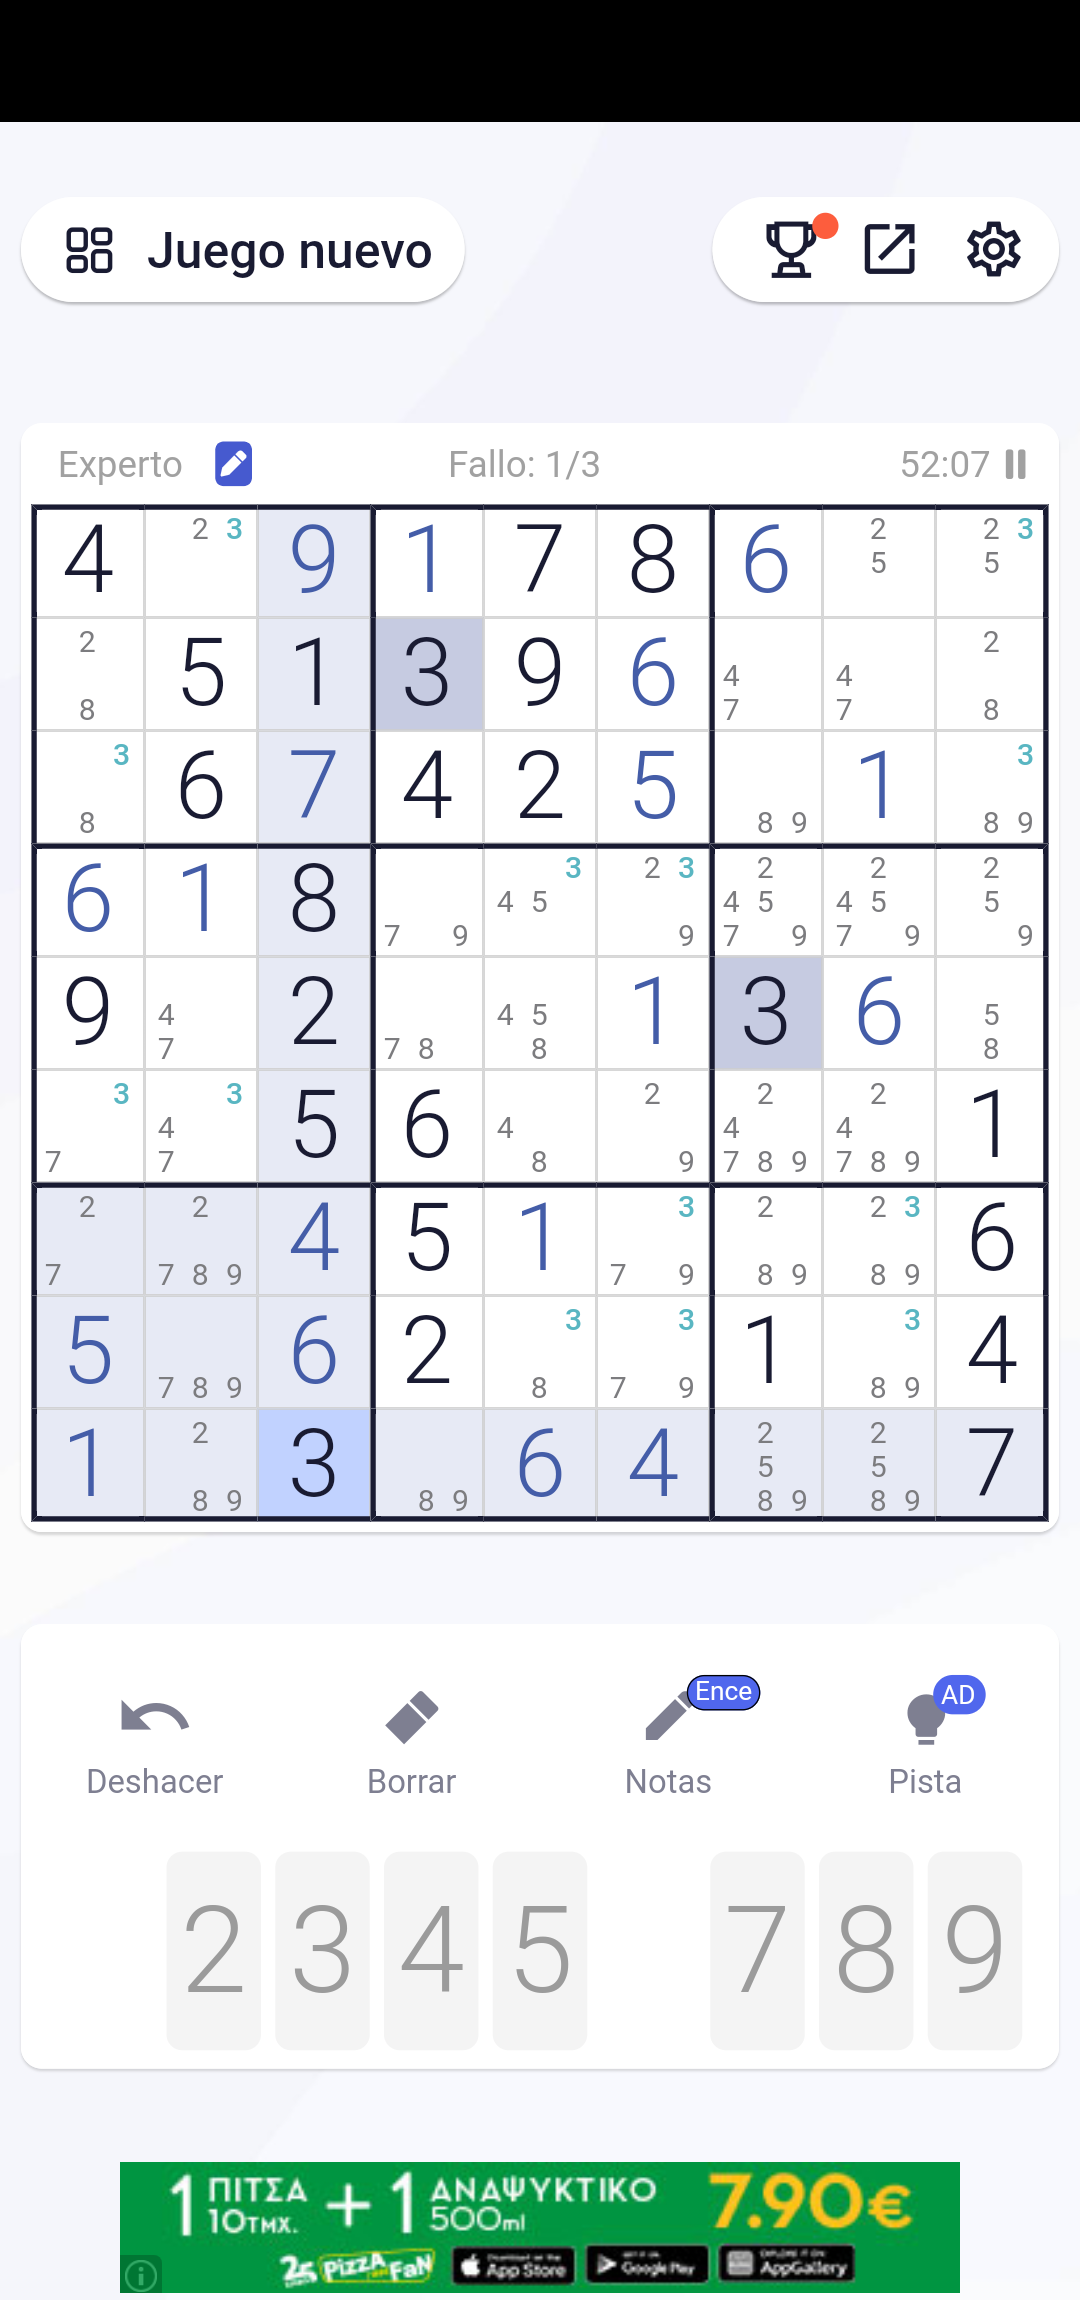 Juego nuevo
Experto Fallo: 1/3 52:07
4 2 3 9 1 7 8 6 2 5 2 3 5
2 8 5 1 3 9 6 4 7 4 7 2 8
3 8 6 7 4 2 5 8 9 1 3 8 9
6 1 8 7 9 3 4 5 2 3 9 2 4 5 7 9 2 4 5 7 9 2 5 9
9 4 7 2 7 8 4 5 8 1 3 6 5 8
3 7 3 4 7 5 6 4 8 2 9 2 4 7 8 9 2 4 7 8 9 1
2 7 2 7 8 9 4 5 1 3 7 9 2 8 9 2 3 8 9 6
5 7 8 9 6 2 3 8 3 7 9 1 3 8 9 4
1 2 8 9 3 8 9 6 4 2 5 8 9 2 5 8 9 7
Ence AD
Deshacer Borrar Notas Pista
2 3 4 5 7 8 9
1 ΠΙΤΣΑ 10ΤΜΧ. + 1 ΑΝΑΨΥΚΤΙΚΟ 500ml 7.90€
25 PIZZA FAN App Store Google Play AppGallery